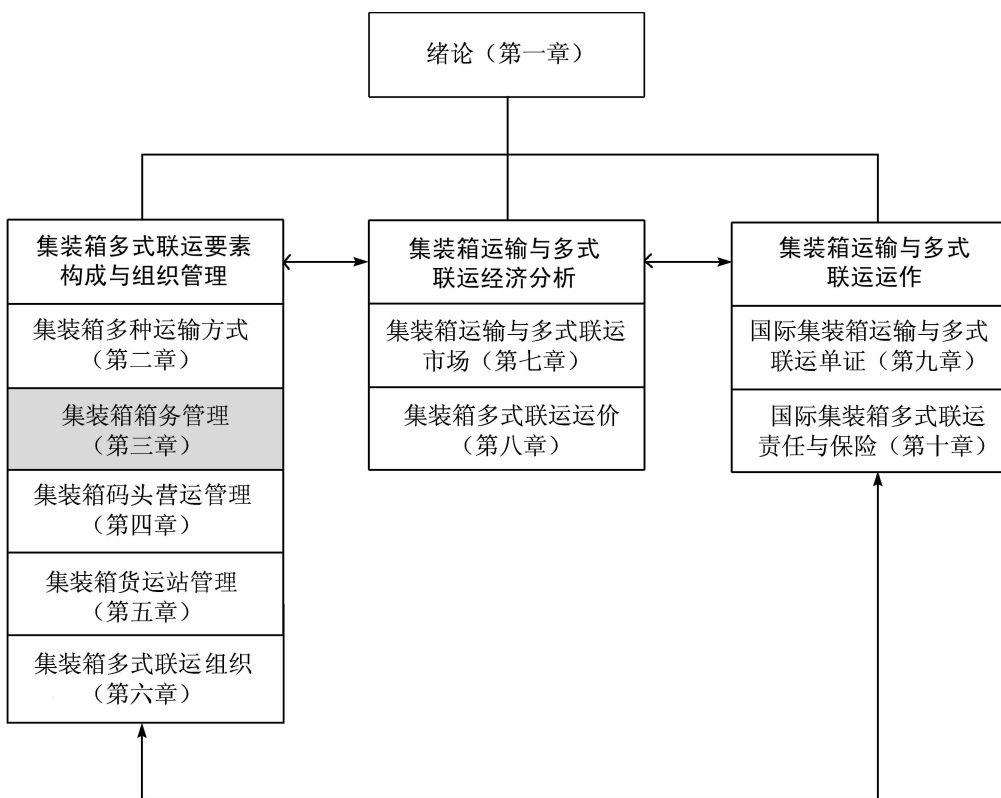 绪论（第一章）
集装箱多式联运要素
构成与组织管理
集装箱多种运输方式
（第二章）
集装箱箱务管理
（第三章）
集装箱码头营运管理
（第四章）
集装箱货运站管理
（第五章）
集装箱多式联运组织
（第六章）
集装箱运输与多式
联运经济分析
集装箱运输与多式联运
市场（第七章）
集装箱多式联运运价
（第八章）
集装箱运输与多式
联运运作
国际集装箱运输与多式
联运单证（第九章）
国际集装箱多式联运
责任与保险（第十章）